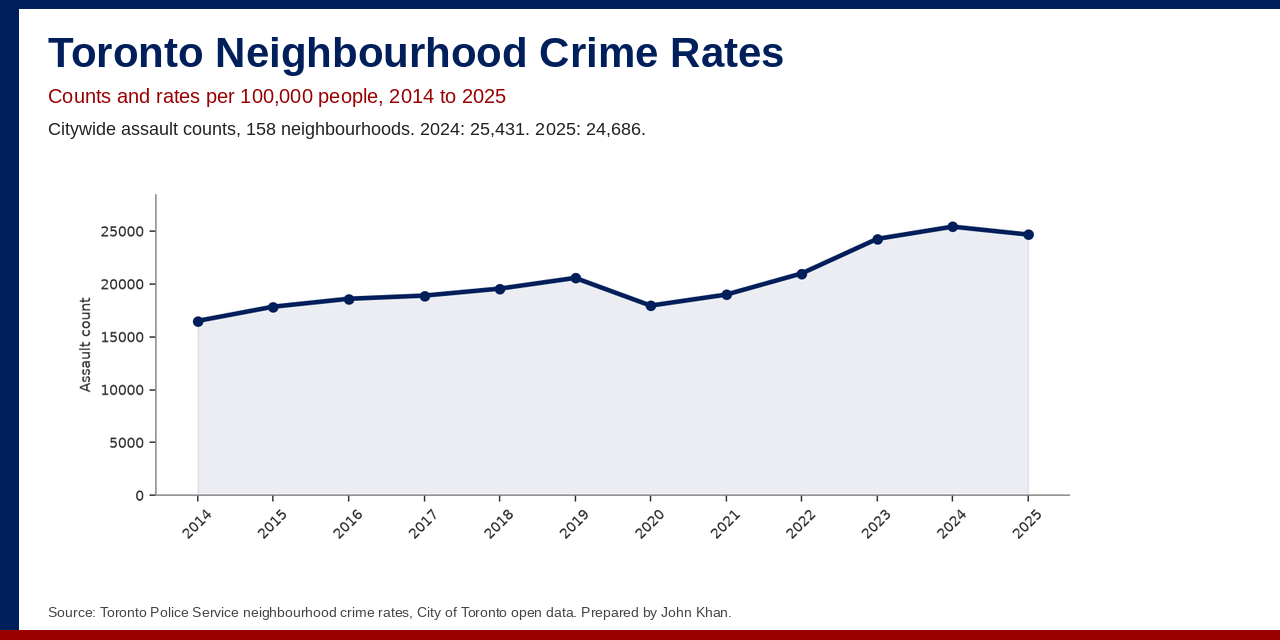 Toronto Neighbourhood Crime Rates
Counts and rates per 100,000 people, 2014 to 2025
Citywide assault counts, 158 neighbourhoods. 2024: 25,431. 2025: 24,686.
Assault count
25000
20000
15000
10000
5000
0
2014 2015 2016 2017 2018 2019 2020 2021 2022 2023 2024 2025
Source: Toronto Police Service neighbourhood crime rates, City of Toronto open data. Prepared by John Khan.